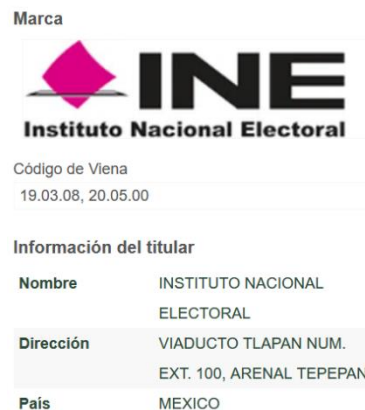 Marca
INE
Instituto Nacional Electoral
Código de Viena
19.03.08, 20.05.00
Información del titular
Nombre INSTITUTO NACIONAL
ELECTORAL
Dirección VIADUCTO TLAPAN NUM.
EXT. 100, ARENAL TEPEPAN
País MEXICO